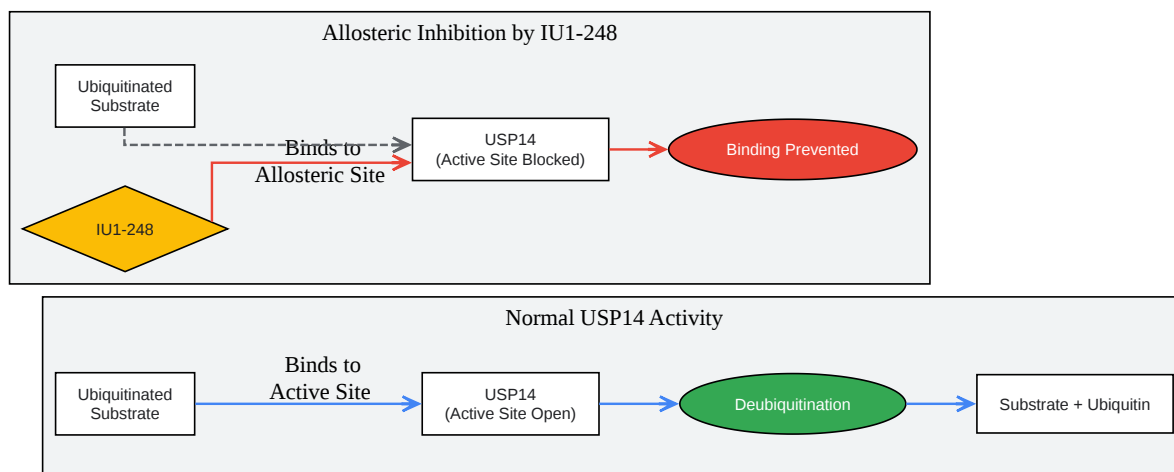 Allosteric Inhibition by IU1-248
Ubiquitinated
Substrate
Binds to
Allosteric Site
USP14
(Active Site Blocked)
Binding Prevented
IU1-248
Normal USP14 Activity
Ubiquitinated
Substrate
Binds to
Active Site
USP14
(Active Site Open)
Deubiquitination
Substrate + Ubiquitin